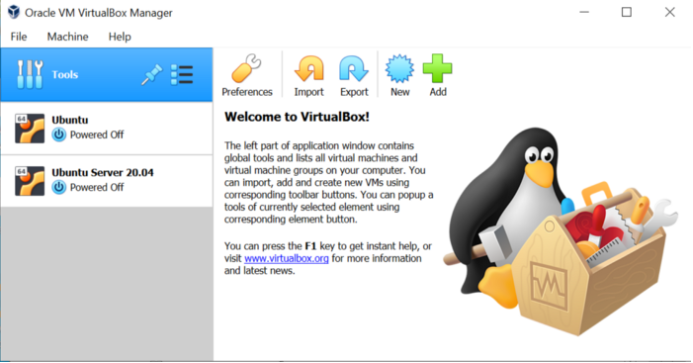 Oracle VM VirtualBox Manager
File Machine Help
Tools
Preferences Import Export New Add
64
Ubuntu
Powered Off
64
Ubuntu Server 20.04
Powered Off
Welcome to VirtualBox!
The left part of application window contains
global tools and lists all virtual machines and
virtual machine groups on your computer. You
can import, add and create new VMs using
corresponding toolbar buttons. You can popup a
tools of currently selected element using
corresponding element button.
You can press the F1 key to get instant help, or
visit www.virtualbox.org for more information
and latest news.
VM